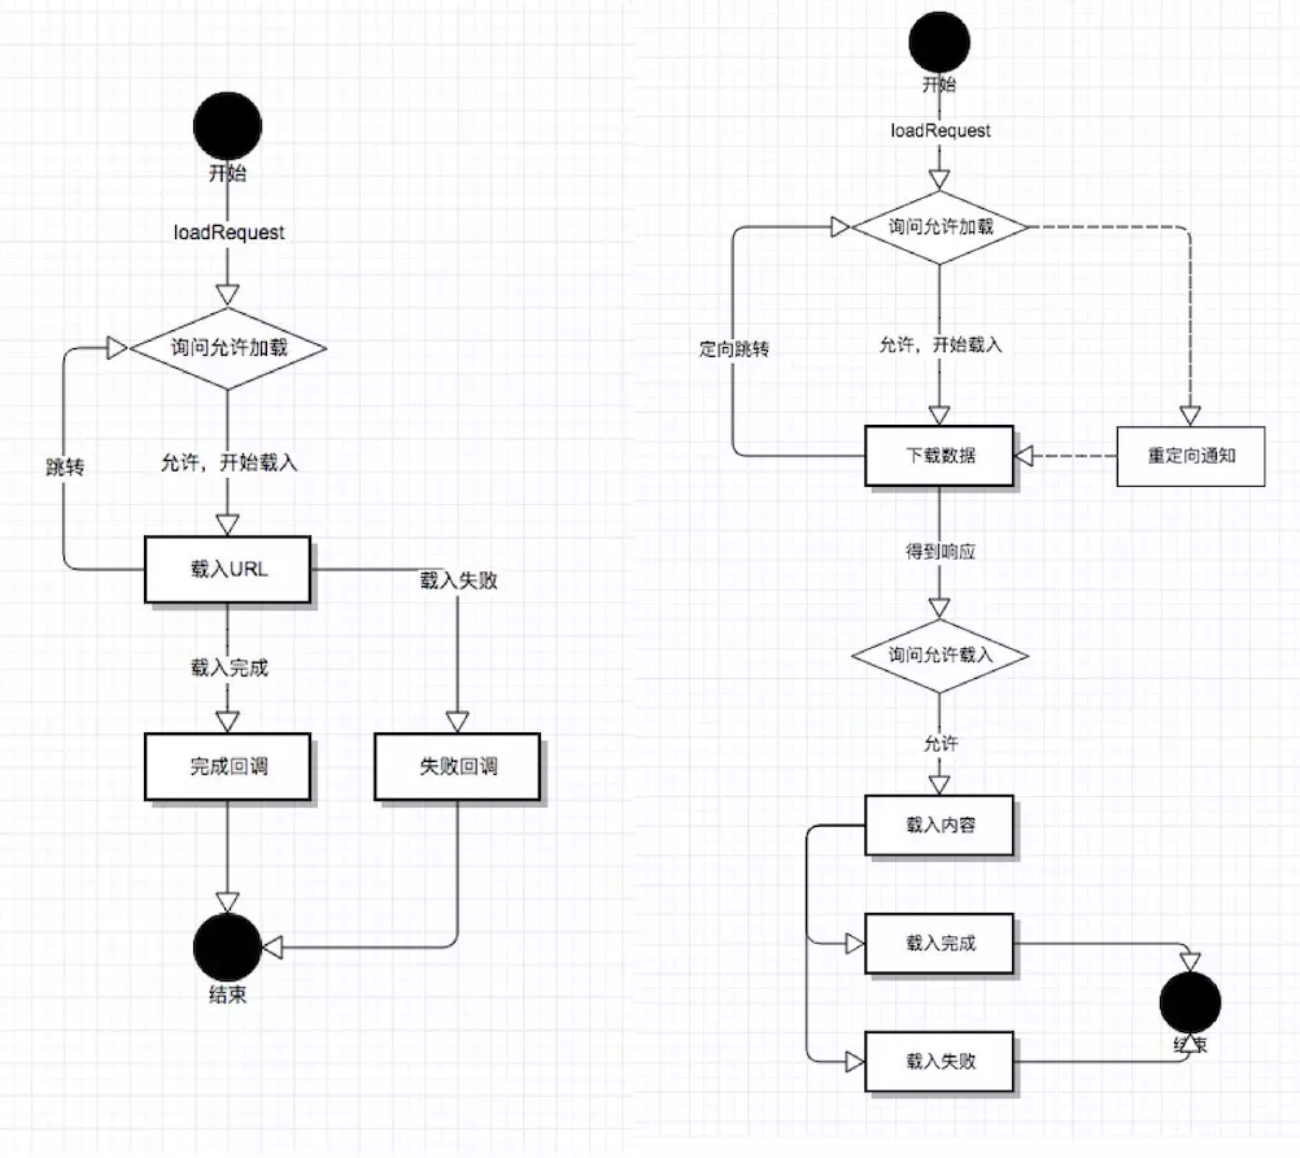 开始
loadRequest
询问允许加载
跳转
允许，开始载入
载入URL
载入失败
载入完成
完成回调
失败回调
结束
开始
loadRequest
询问允许加载
定向跳转
允许，开始载入
下载数据
重定向通知
得到响应
询问允许载入
允许
载入内容
载入完成
载入失败
结束